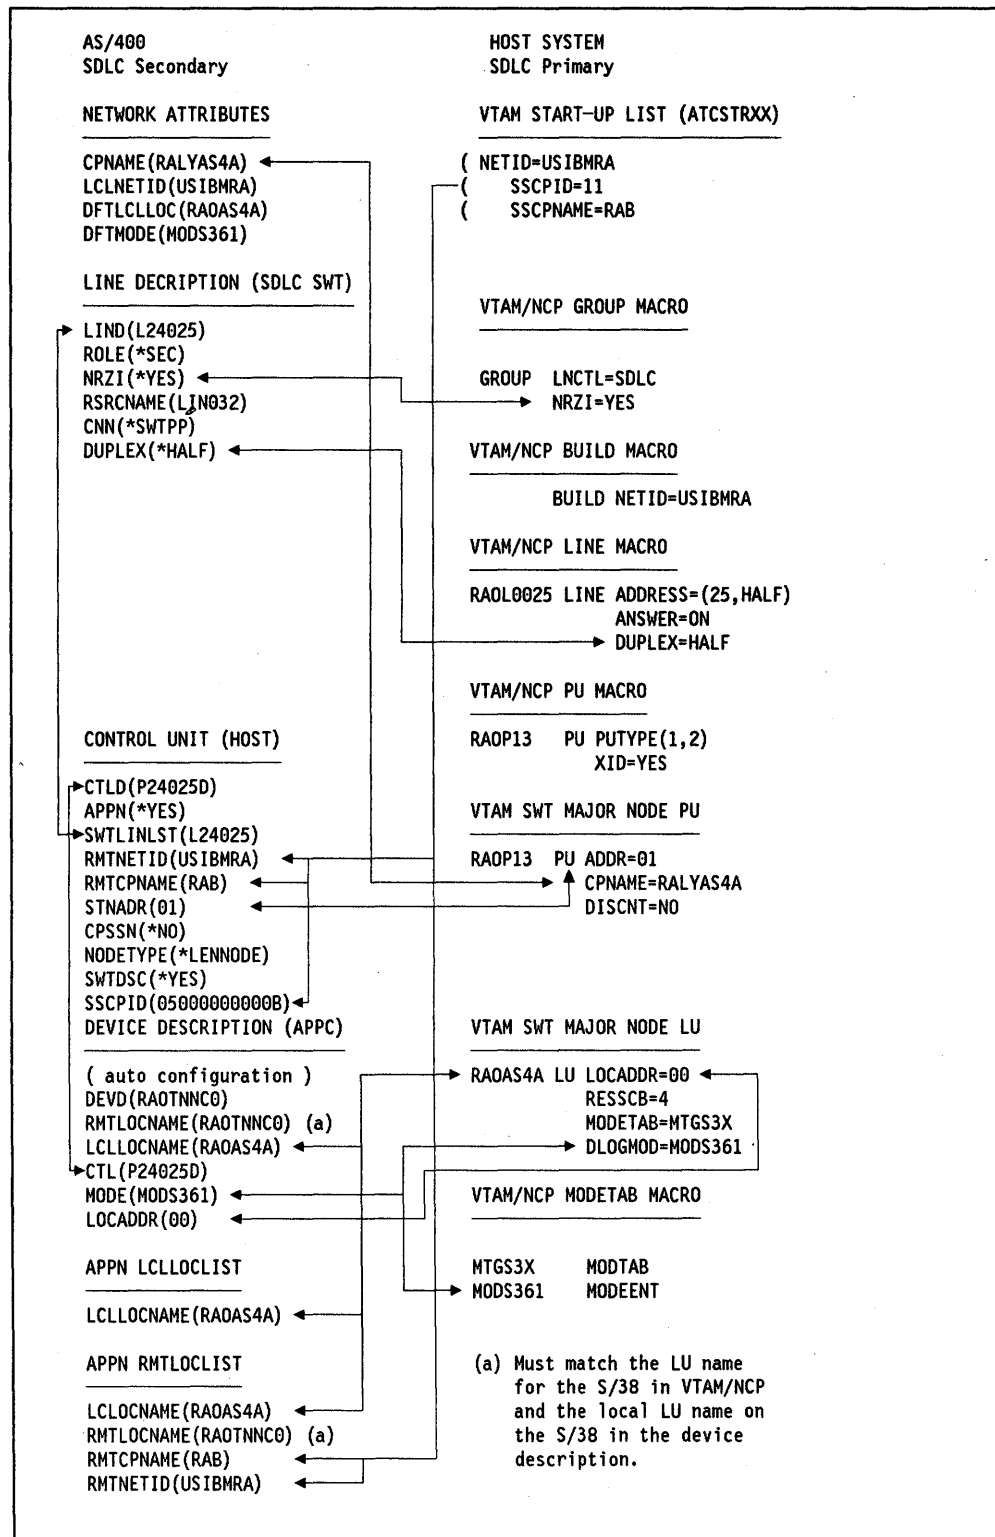 AS/400
SDLC Secondary
NETWORK ATTRIBUTES
CPNAME(RALYAS4A)
LCLNETID(USIBMRA)
DFTLCLLOC(RAOAS4A)
DFTMODE(MODS361)
LINE DECRIPTION (SDLC SWT)
LIND(L24025)
ROLE(*SEC)
NRZI(*YES)
RSRCNAME(LIN032)
CNN(*SWTPP)
DUPLEX(*HALF)
CONTROL UNIT (HOST)
CTLD(P24025D)
APPN(*YES)
SWTLINLST(L24025)
RMTNETID(USIBMRA)
RMTCPNAME(RAB)
STNADR(01)
CPSSN(*NO)
NODETYPE(*LENNODE)
SWTDSC(*YES)
SSCPID(05000000000B)
DEVICE DESCRIPTION (APPC)
( auto configuration )
DEVD(RAOTNNC0)
RMTLOCNAME(RAOTNNC0) (a)
LCLLOCNAME(RAOAS4A)
CTL(P24025D)
MODE(MODS361)
LOCADDR(00)
APPN LCLLOCLIST
LCLLOCNAME(RAOAS4A)
APPN RMTLOCLIST
LCLOCNAME(RAOAS4A)
RMTLOCNAME(RAOTNNC0) (a)
RMTCPNAME(RAB)
RMTNETID(USIBMRA)
HOST SYSTEM
SDLC Primary
VTAM START-UP LIST (ATCSTRXX)
( NETID=USIBMRA
( SSCPID=11
( SSCPNAME=RAB
VTAM/NCP GROUP MACRO
GROUP LNCTL=SDLC
NRZI=YES
VTAM/NCP BUILD MACRO
BUILD NETID=USIBMRA
VTAM/NCP LINE MACRO
RAOL0025 LINE ADDRESS=(25,HALF)
ANSWER=ON
DUPLEX=HALF
VTAM/NCP PU MACRO
RAOP13 PU PUTYPE(1,2)
XID=YES
VTAM SWT MAJOR NODE PU
RAOP13 PU ADDR=01
CPNAME=RALYAS4A
DISCNT=NO
VTAM SWT MAJOR NODE LU
RAOAS4A LU LOCADDR=00
RESSCB=4
MODETAB=MTGS3X
DLOGMOD=MODS361
VTAM/NCP MODETAB MACRO
MTGS3X MODTAB
MODS361 MODEENT
(a) Must match the LU name
for the S/38 in VTAM/NCP
and the local LU name on
the S/38 in the device
description.